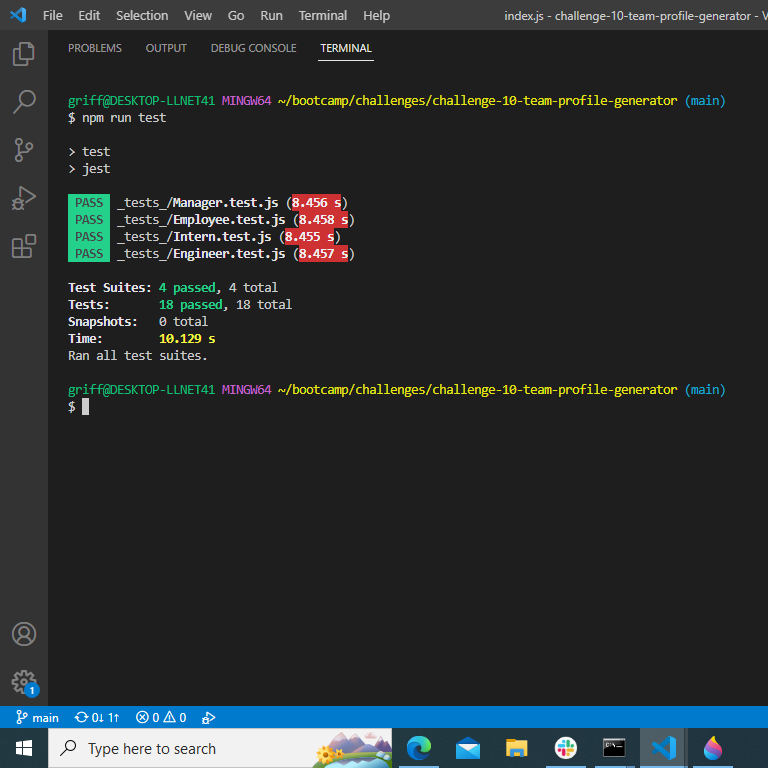 File Edit Selection View Go Run Terminal Help index.js - challenge-10-team-profile-generator - V
PROBLEMS OUTPUT DEBUG CONSOLE TERMINAL
griff@DESKTOP-LLNET41 MINGW64 ~/bootcamp/challenges/challenge-10-team-profile-generator (main)
$ npm run test
> test
> jest
PASS _tests_/Manager.test.js (8.456 s)
PASS _tests_/Employee.test.js (8.458 s)
PASS _tests_/Intern.test.js (8.455 s)
PASS _tests_/Engineer.test.js (8.457 s)
Test Suites: 4 passed, 4 total
Tests: 18 passed, 18 total
Snapshots: 0 total
Time: 10.129 s
Ran all test suites.
griff@DESKTOP-LLNET41 MINGW64 ~/bootcamp/challenges/challenge-10-team-profile-generator (main)
$
1
main 0↓ 1↑ 0 0
Type here to search